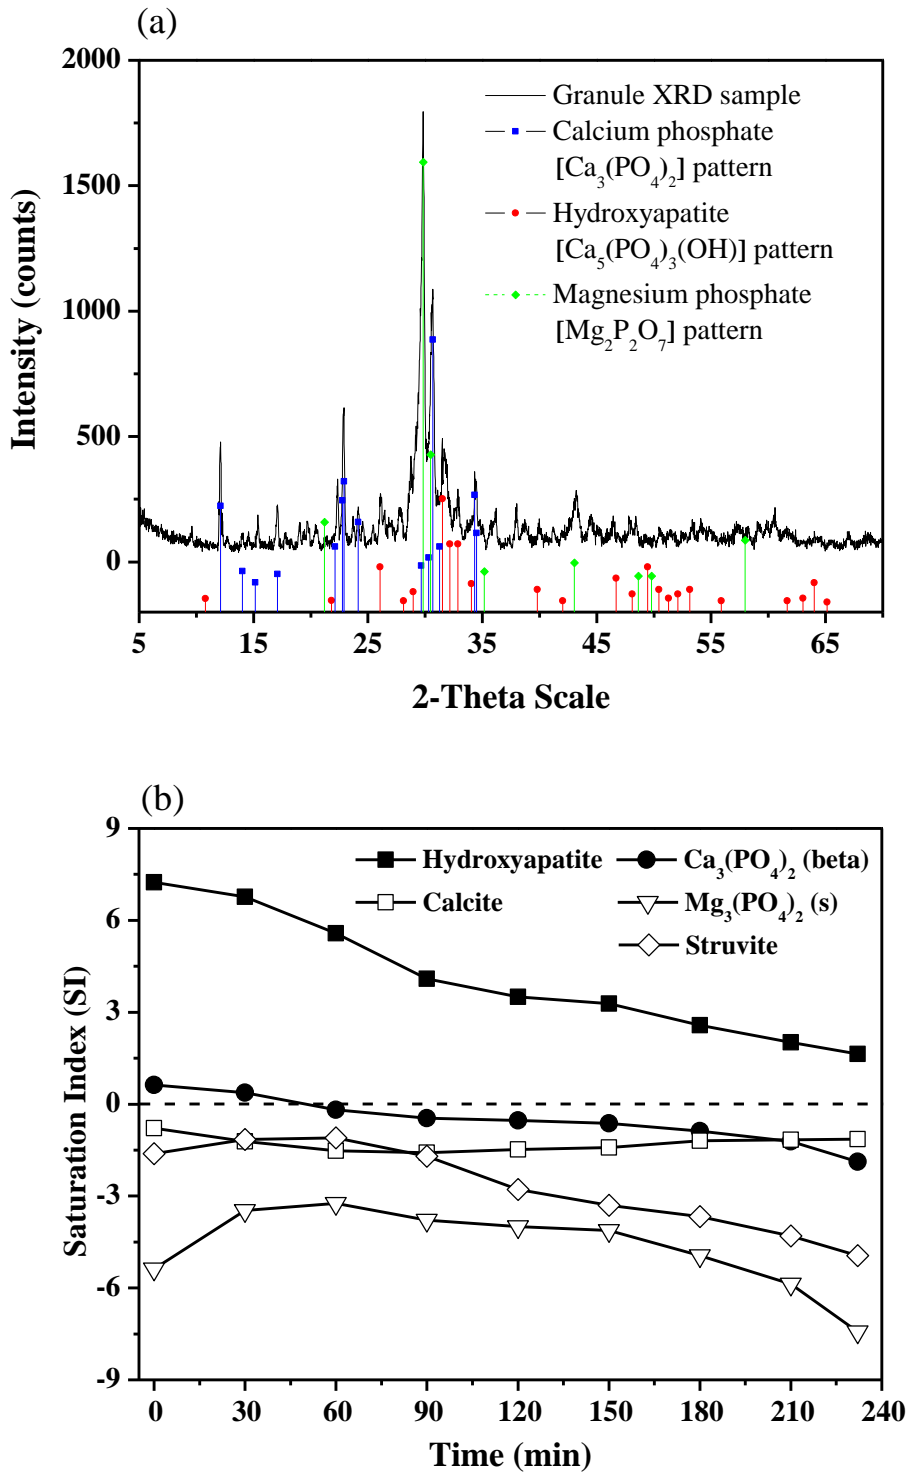 (a)
2000
1500
1000
500
0
Intensity (counts)
Granule XRD sample
Calcium phosphate
[Ca₃(PO₄)₂] pattern
Hydroxyapatite
[Ca₅(PO₄)₃(OH)] pattern
Magnesium phosphate
[Mg₂P₂O₇] pattern
5 15 25 35 45 55 65
2-Theta Scale
(b)
9
6
3
0
-3
-6
-9
Saturation Index (SI)
Hydroxyapatite Ca₃(PO₄)₂ (beta)
Calcite Mg₃(PO₄)₂ (s)
Struvite
0 30 60 90 120 150 180 210 240
Time (min)